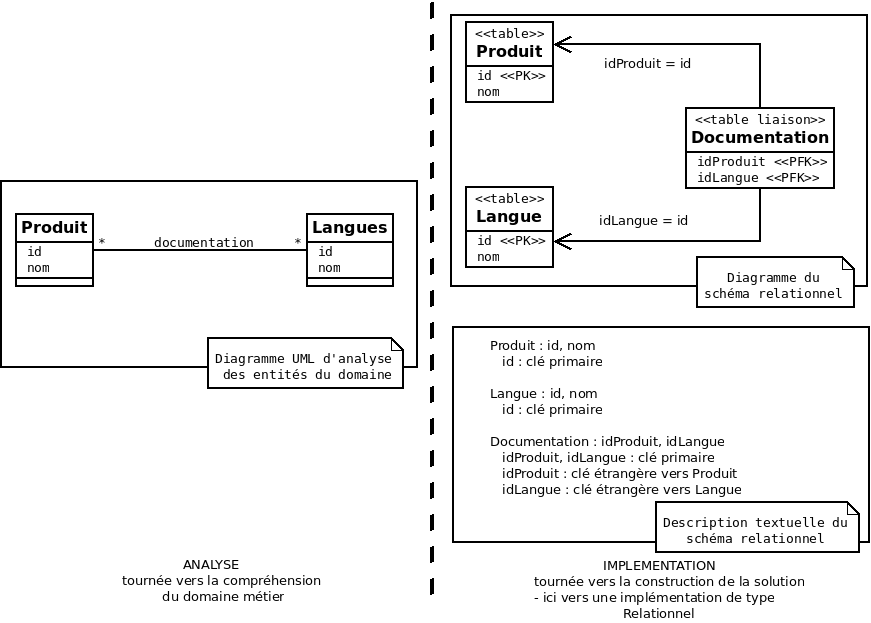 Produit
id
nom
*
documentation
*
Langues
id
nom
Diagramme UML d'analyse
des entités du domaine
ANALYSE
tournée vers la compréhension
du domaine métier
<<table>>
Produit
id <<PK>>
nom
idProduit = id
<<table liaison>>
Documentation
idProduit <<PFK>>
idLangue <<PFK>>
<<table>>
Langue
id <<PK>>
nom
idLangue = id
Diagramme du
schéma relationnel
Produit : id, nom
id : clé primaire
Langue : id, nom
id : clé primaire
Documentation : idProduit, idLangue
idProduit, idLangue : clé primaire
idProduit : clé étrangère vers Produit
idLangue : clé étrangère vers Langue
Description textuelle du
schéma relationnel
IMPLEMENTATION
tournée vers la construction de la solution
- ici vers une implémentation de type
Relationnel